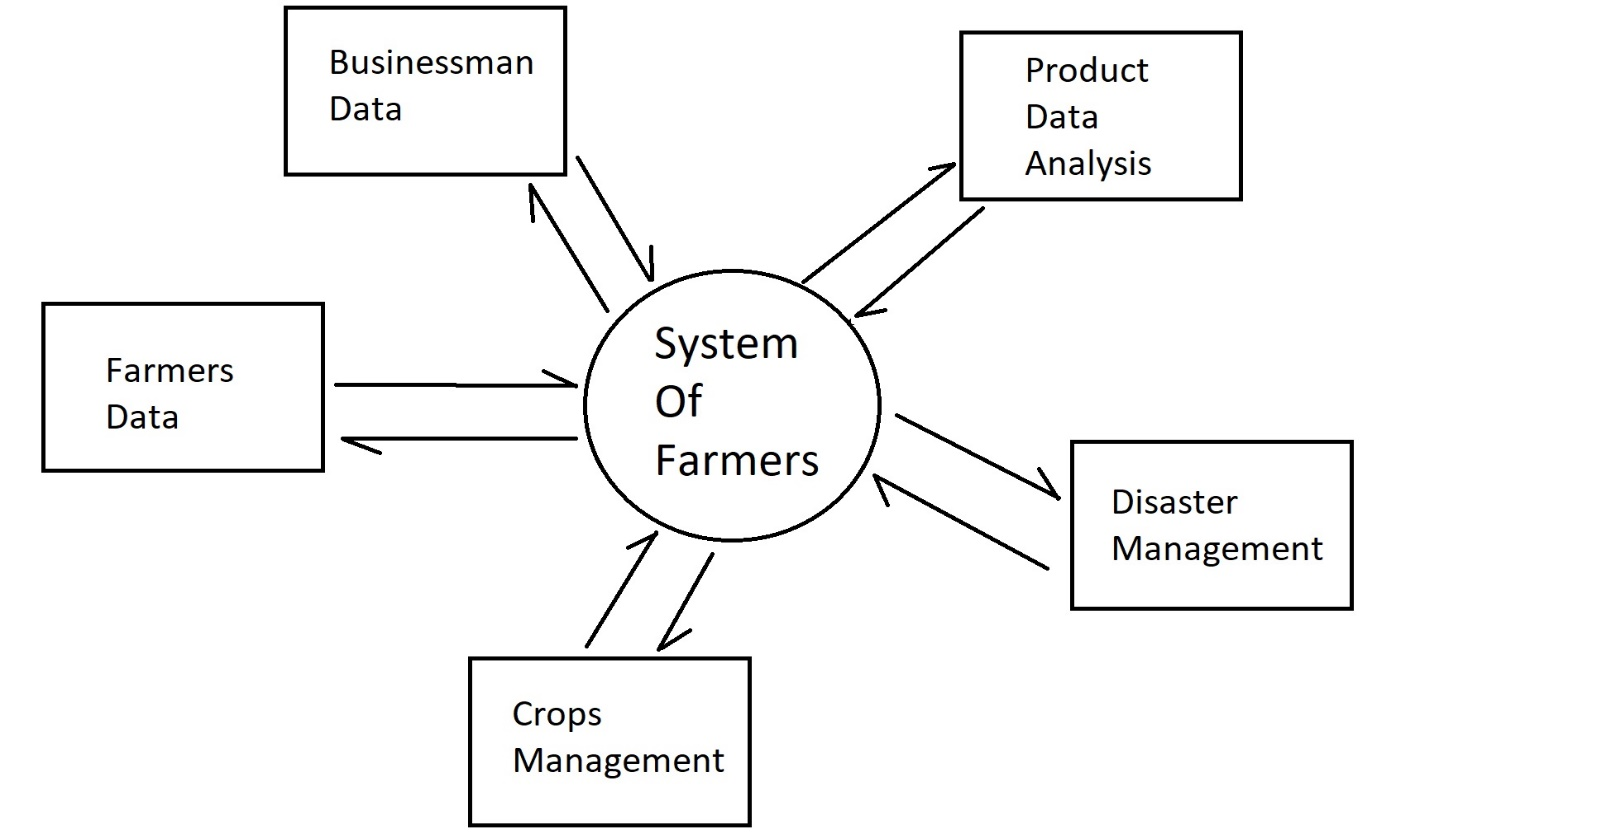 Businessman
Data
Product
Data
Analysis
System
Of
Farmers
Farmers
Data
Disaster
Management
Crops
Management